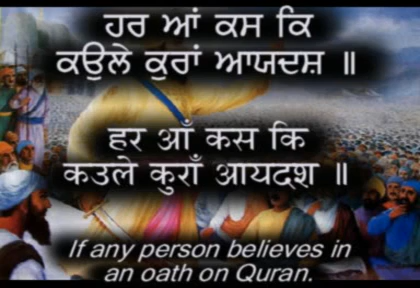 ਹਰ ਆਂ ਕਸ ਕਿ
ਕਉਲੇ ਕੁਰਾਂ ਆਯਦਸ਼ ॥
हर आँ कस कि
कउले कुराँ आयदश ॥
If any person believes in
an oath on Quran.